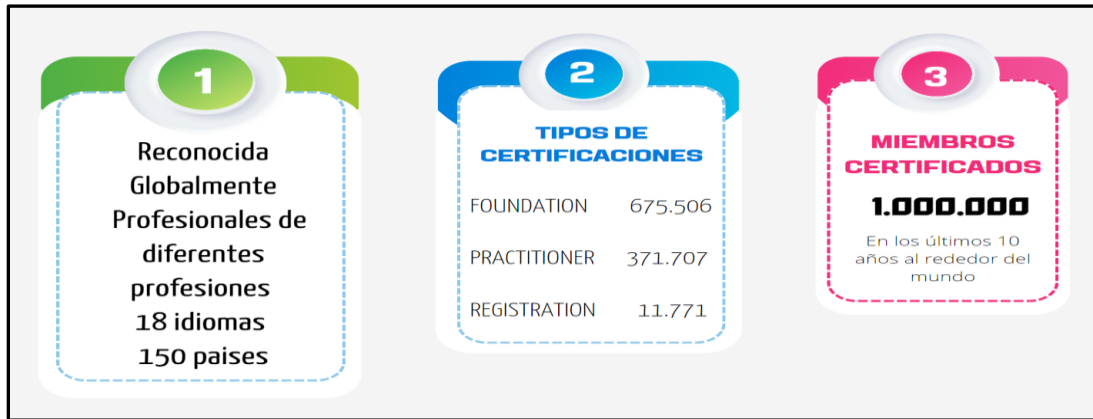 1
Reconocida
Globalmente
Profesionales de
diferentes
profesiones
18 idiomas
150 paises
2
TIPOS DE
CERTIFICACIONES
FOUNDATION 675.506
PRACTITIONER 371.707
REGISTRATION 11.771
3
MIEMBROS
CERTIFICADOS
1.000.000
En los últimos 10
años al rededor del
mundo